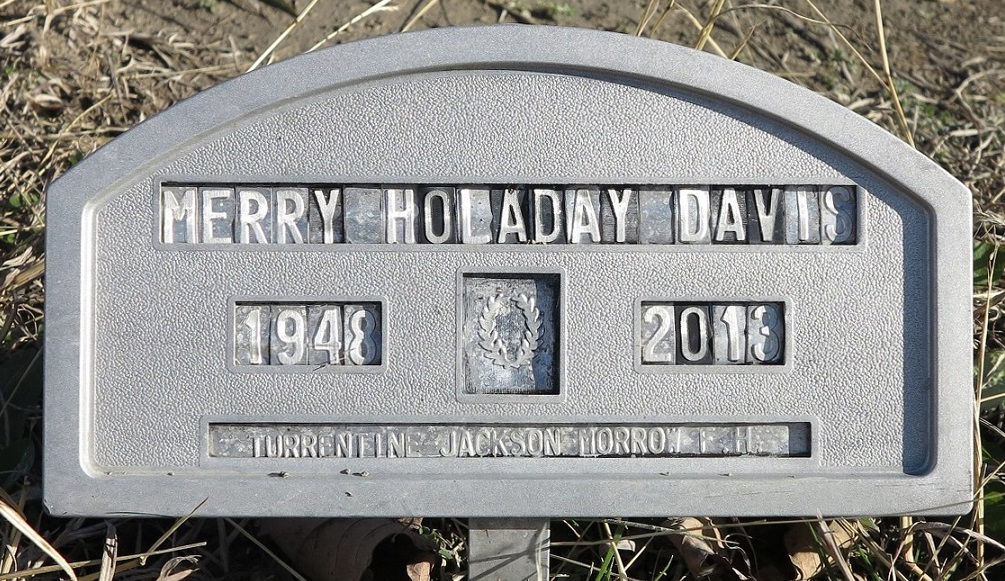 MERRY HOLADAY DAVIS
1948 2013
TURRENTINE JACKSON MORROW F.H.